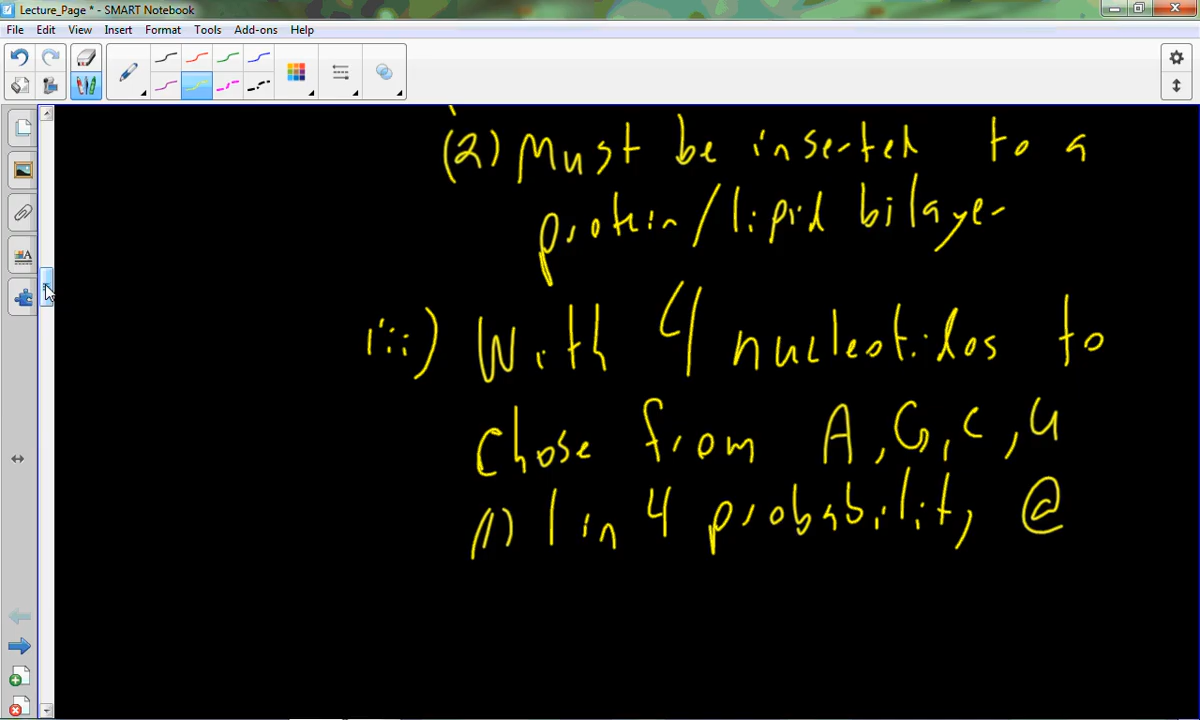 Lecture_Page * - SMART Notebook
File Edit View Insert Format Tools Add-ons Help
(2) Must be inserted to a
protein/lipid bilayer
iii) With 4 nucleotides to
chose from A, G, C, U
(1) 1 in 4 probability @